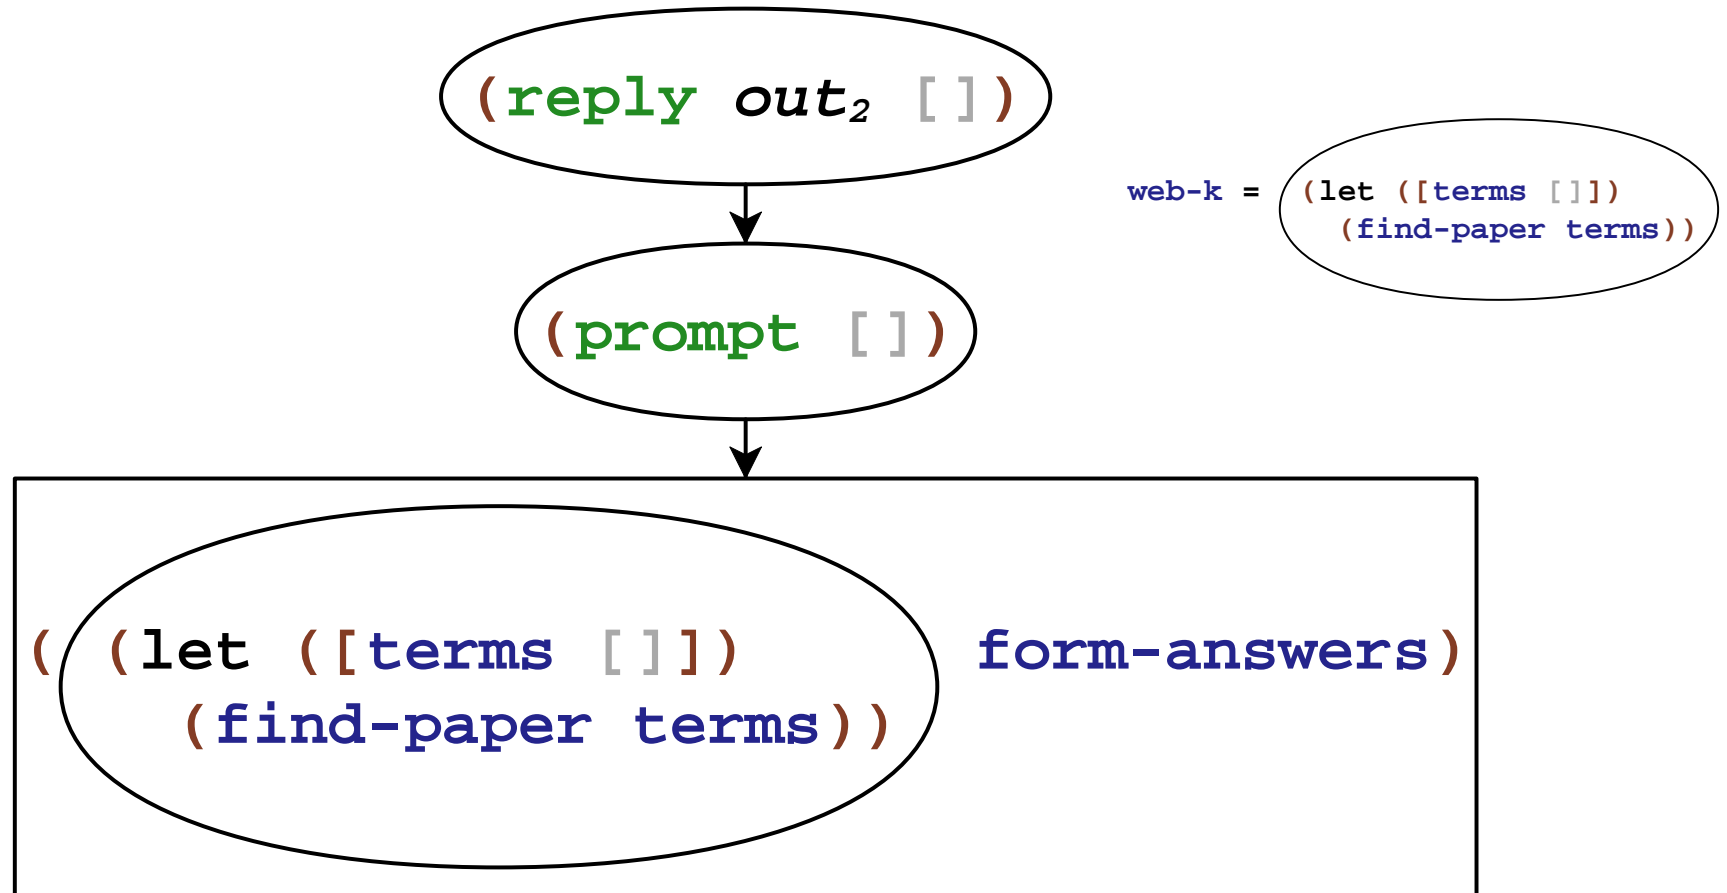 (reply out₂ [])
web-k = (let ([terms []])
(find-paper terms))
(prompt [])
( (let ([terms []]) form-answers)
(find-paper terms))